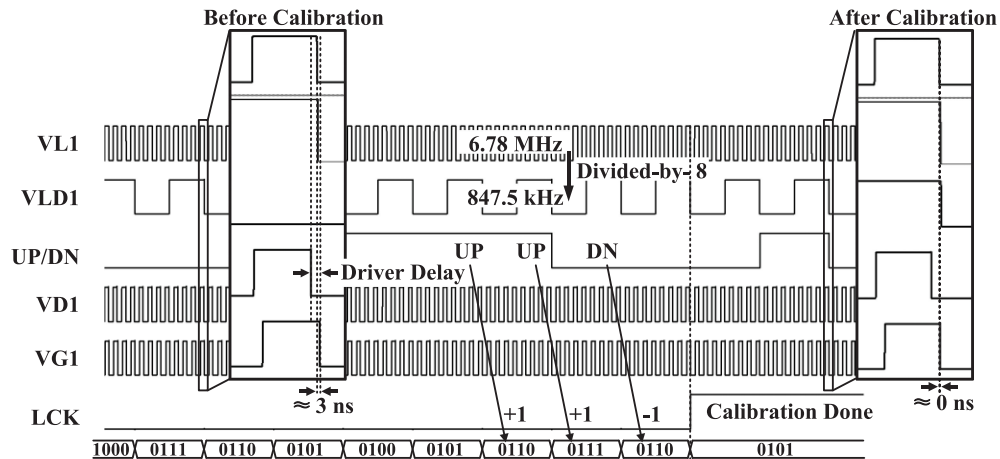 Before Calibration
After Calibration
VL1
6.78 MHz
Divided-by- 8
VLD1
847.5 kHz
UP/DN
UP
UP
DN
Driver Delay
VD1
VG1
≈ 3 ns
≈ 0 ns
LCK
+1
+1
-1
Calibration Done
1000
0111
0110
0101
0100
0101
0110
0111
0110
0101